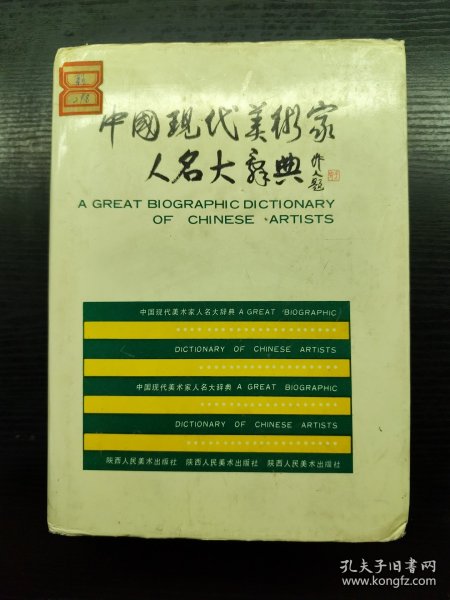 中國現代美術家
人名大辭典
作人題
A GREAT BIOGRAPHIC DICTIONARY
OF CHINESE ARTISTS
中国现代美术家人名大辞典 A GREAT BIOGRAPHIC
DICTIONARY OF CHINESE ARTISTS
中国现代美术家人名大辞典 A GREAT BIOGRAPHIC
DICTIONARY OF CHINESE ARTISTS
陕西人民美术出版社 陕西人民美术出版社 陕西人民美术出版社
孔夫子旧书网
www.kongfz.com